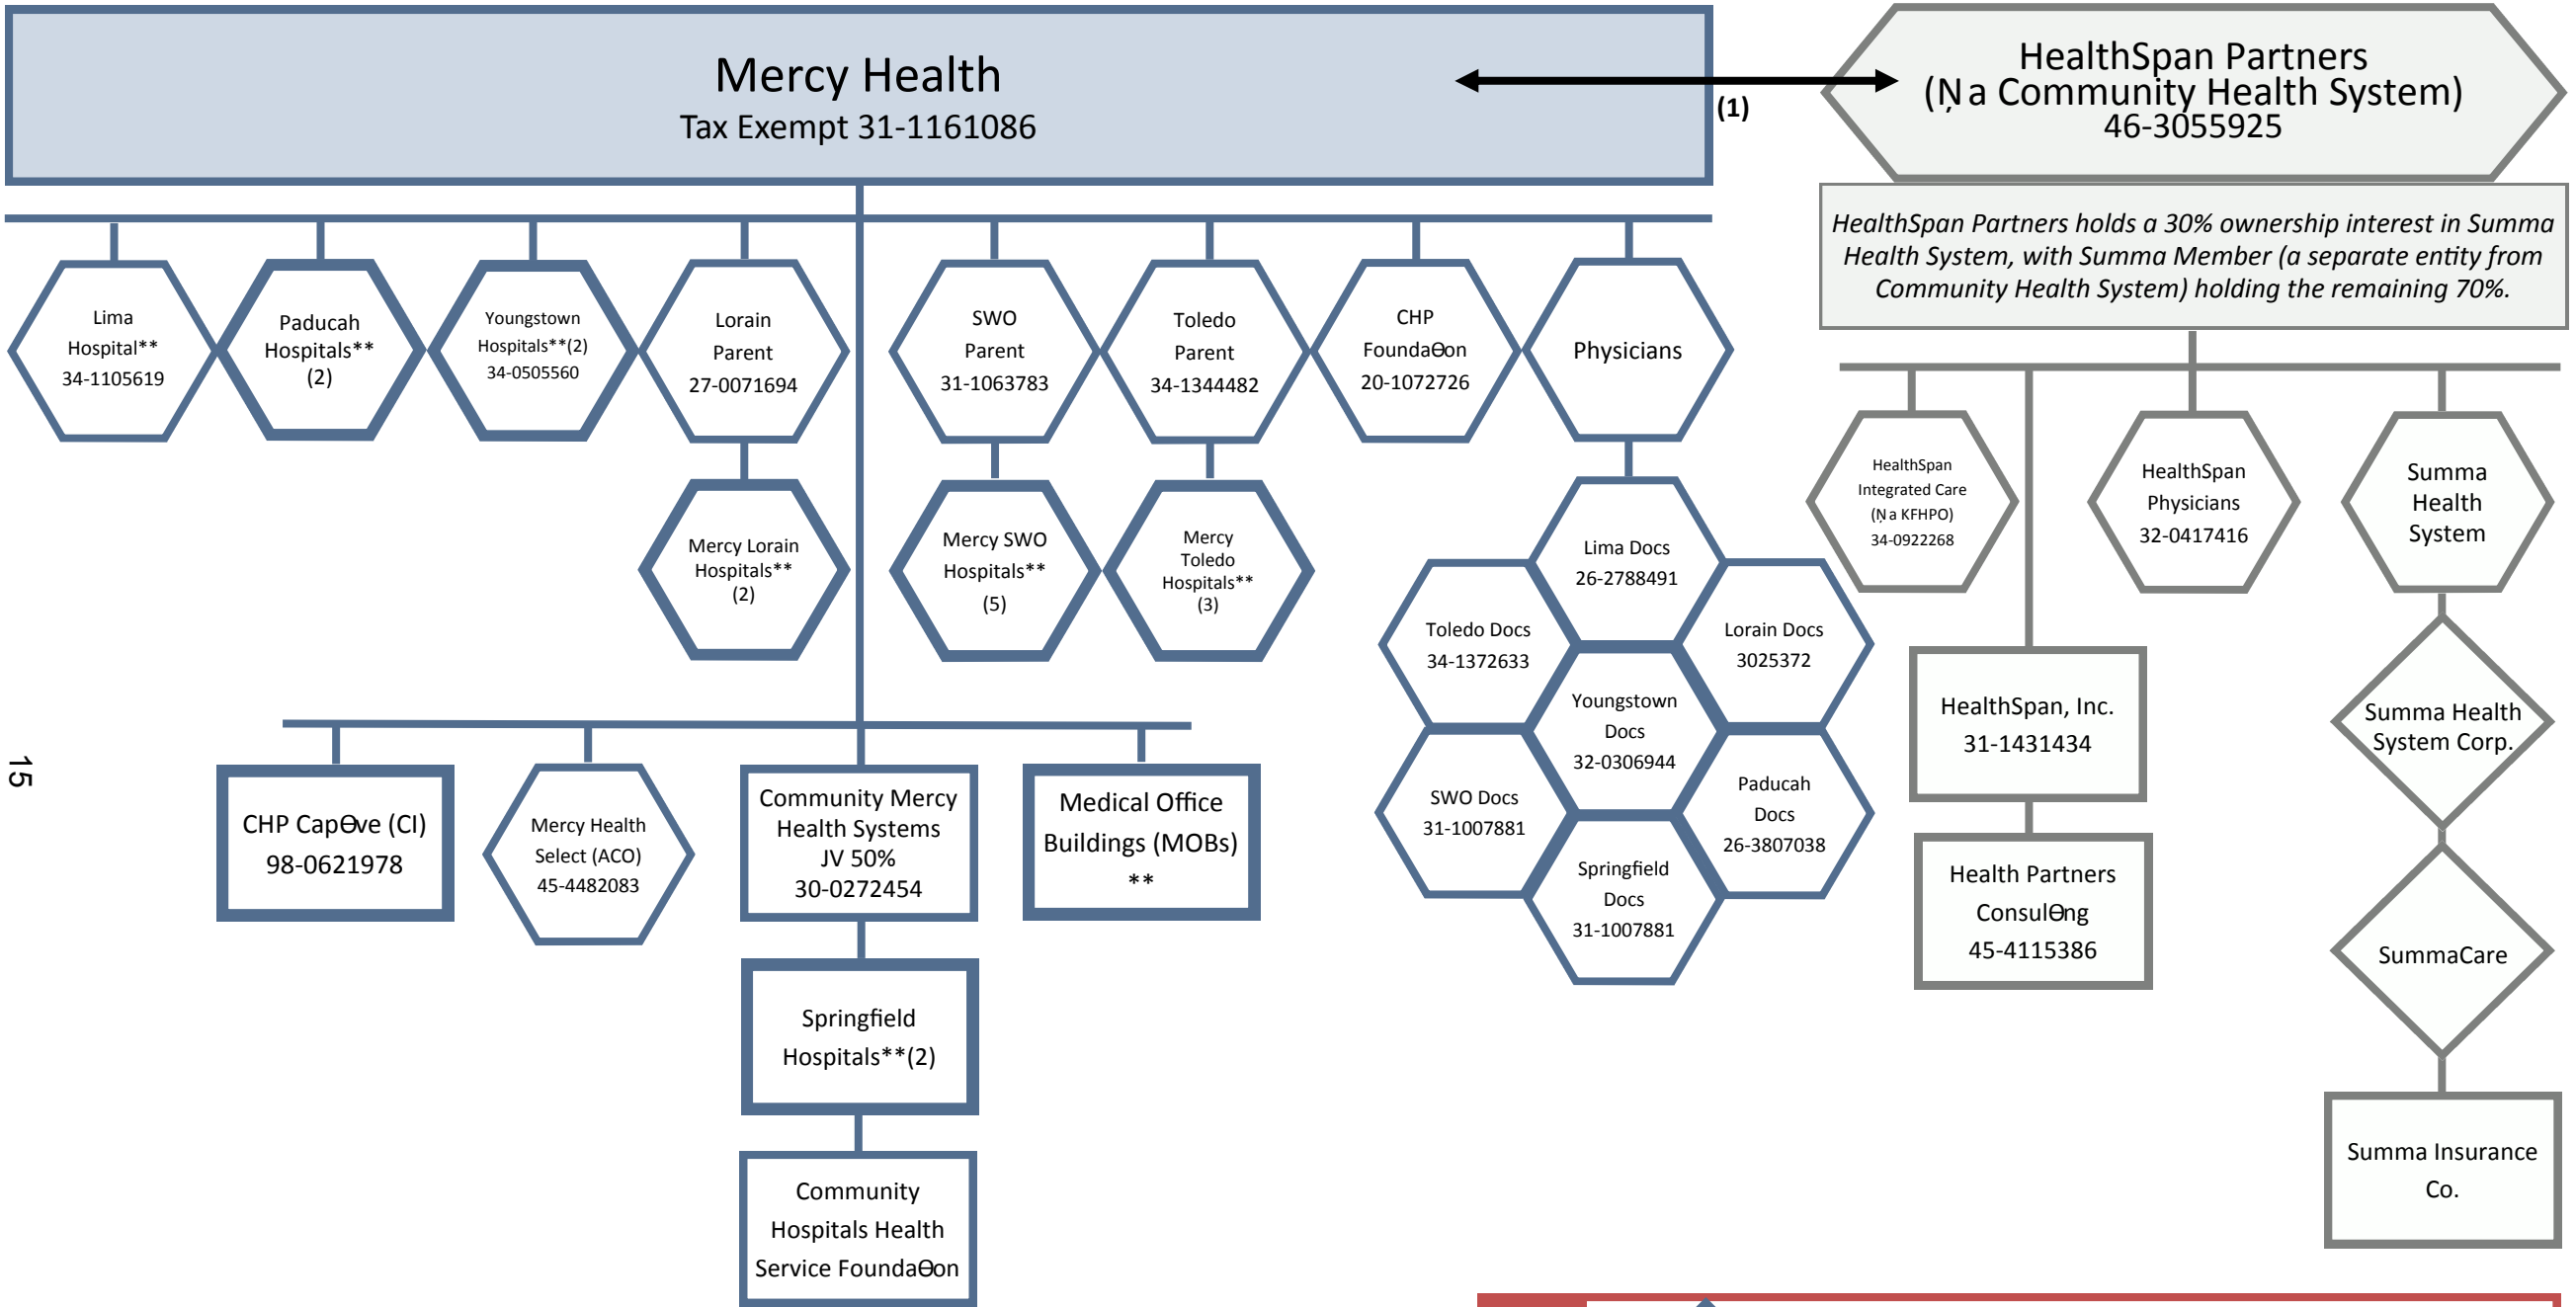 Mercy Health
Tax Exempt 31-1161086
(1)
HealthSpan Partners
(Ņa Community Health System)
46-3055925
HealthSpan Partners holds a 30% ownership interest in Summa
Health System, with Summa Member (a separate entity from
Community Health System) holding the remaining 70%.
Lima
Hospital**
34-1105619
Paducah
Hospitals**
(2)
Youngstown
Hospitals**(2)
34-0505560
Lorain
Parent
27-0071694
SWO
Parent
31-1063783
Toledo
Parent
34-1344482
CHP
FoundaƟon
20-1072726
Physicians
Mercy Lorain
Hospitals**
(2)
Mercy SWO
Hospitals**
(5)
Mercy
Toledo
Hospitals**
(3)
Lima Docs
26-2788491
Toledo Docs
34-1372633
Lorain Docs
3025372
Youngstown
Docs
32-0306944
SWO Docs
31-1007881
Paducah
Docs
26-3807038
Springfield
Docs
31-1007881
HealthSpan
Integrated Care
(Ņa KFHPO)
34-0922268
HealthSpan
Physicians
32-0417416
Summa
Health
System
HealthSpan, Inc.
31-1431434
Health Partners
ConsulƟng
45-4115386
Summa Health
System Corp.
SummaCare
Summa Insurance
Co.
CHP CapƟve (CI)
98-0621978
Mercy Health
Select (ACO)
45-4482083
Community Mercy
Health Systems
JV 50%
30-0272454
Medical Office
Buildings (MOBs)
**
Springfield
Hospitals**(2)
Community
Hospitals Health
Service FoundaƟon
15